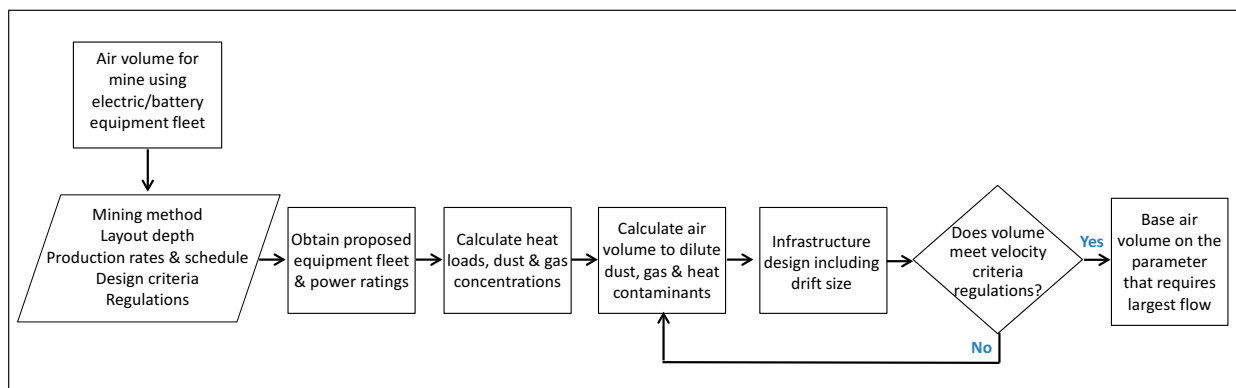 Air volume for
mine using
electric/battery
equipment fleet
Mining method
Layout depth
Production rates & schedule
Design criteria
Regulations
Obtain proposed
equipment fleet
& power ratings
Calculate heat
loads, dust & gas
concentrations
Calculate air
volume to dilute
dust, gas & heat
contaminants
Infrastructure
design including
drift size
Does volume
meet velocity
criteria
regulations?
Yes
No
Base air
volume on the
parameter
that requires
largest flow